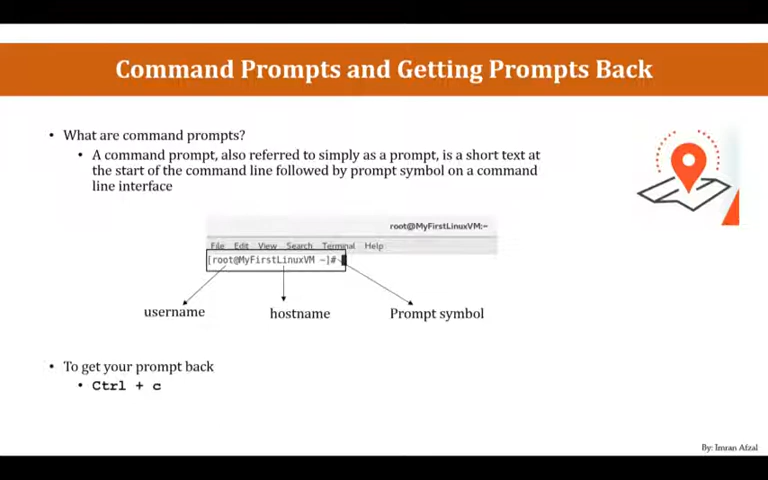 Command Prompts and Getting Prompts Back
• What are command prompts?
• A command prompt, also referred to simply as a prompt, is a short text at
the start of the command line followed by prompt symbol on a command
line interface
root@MyFirstLinuxVM:~
File Edit View Search Terminal Help
[root@MyFirstLinuxVM ~]#
username
hostname
Prompt symbol
• To get your prompt back
• Ctrl + c
By: Imran Afzal